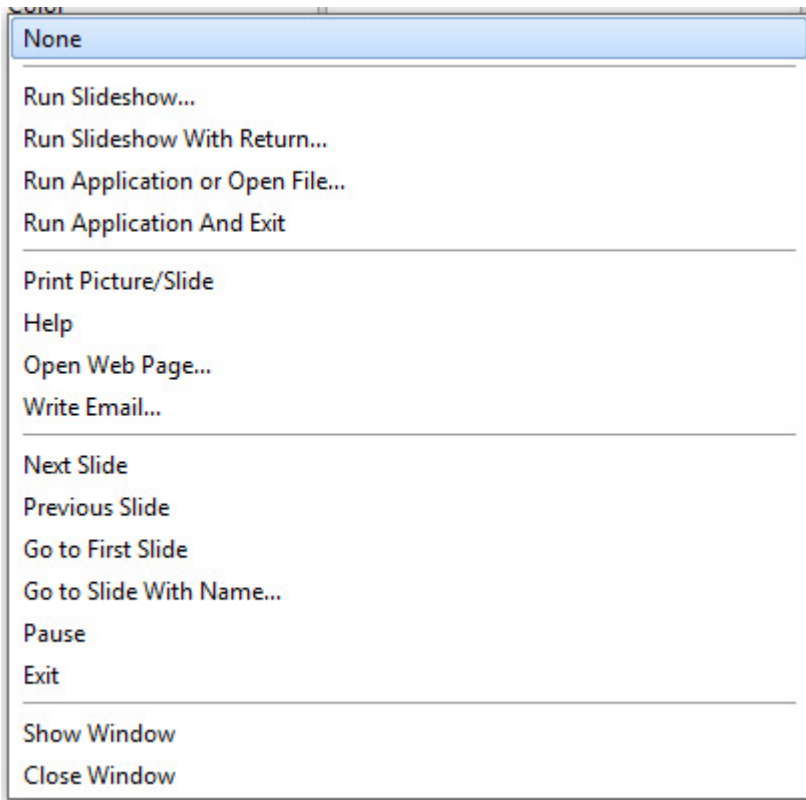 Color
None
Run Slideshow...
Run Slideshow With Return...
Run Application or Open File...
Run Application And Exit
Print Picture/Slide
Help
Open Web Page...
Write Email...
Next Slide
Previous Slide
Go to First Slide
Go to Slide With Name...
Pause
Exit
Show Window
Close Window